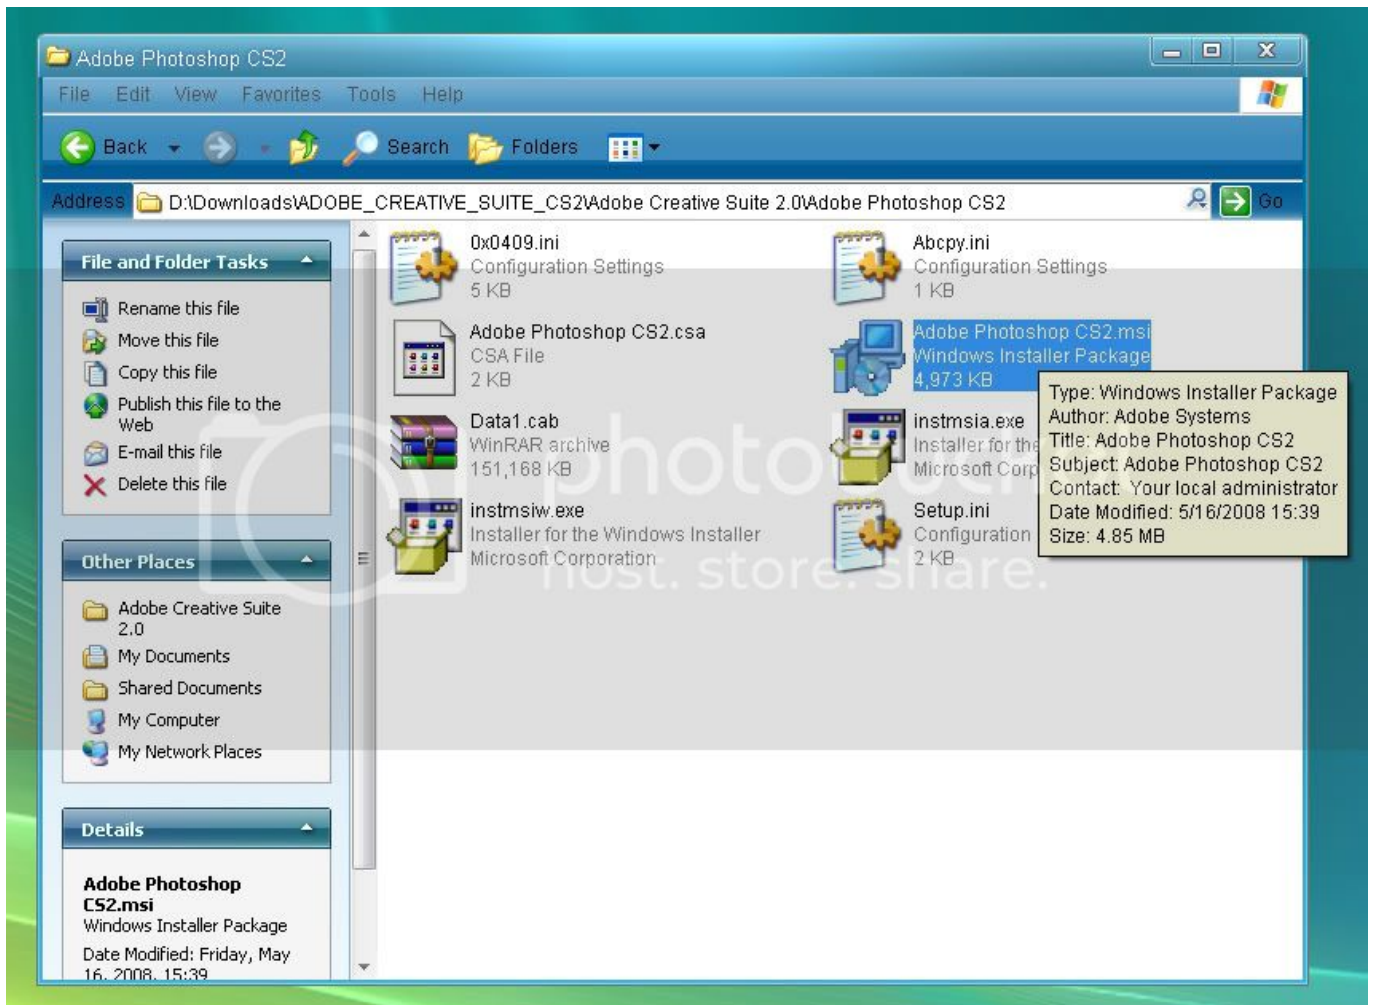 Adobe Photoshop CS2
File Edit View Favorites Tools Help
Back Search Folders
Address D:\Downloads\ADOBE_CREATIVE_SUITE_CS2\Adobe Creative Suite 2.0\Adobe Photoshop CS2 Go
File and Folder Tasks
Rename this file
Move this file
Copy this file
Publish this file to the
Web
E-mail this file
Delete this file
Other Places
Adobe Creative Suite
2.0
My Documents
Shared Documents
My Computer
My Network Places
Details
Adobe Photoshop
CS2.msi
Windows Installer Package
Date Modified: Friday, May
16, 2008, 15:39
0x0409.ini
Configuration Settings
5 KB
Abcpy.ini
Configuration Settings
1 KB
Adobe Photoshop CS2.csa
CSA File
2 KB
Adobe Photoshop CS2.msi
Windows Installer Package
4,973 KB
Data1.cab
WinRAR archive
151,168 KB
instmsia.exe
Installer for the
Microsoft Corp
instmsiw.exe
Installer for the Windows Installer
Microsoft Corporation
Setup.ini
Configuration
2 KB
Type: Windows Installer Package
Author: Adobe Systems
Title: Adobe Photoshop CS2
Subject: Adobe Photoshop CS2
Contact: Your local administrator
Date Modified: 5/16/2008 15:39
Size: 4.85 MB
photobucket
host. store. share.